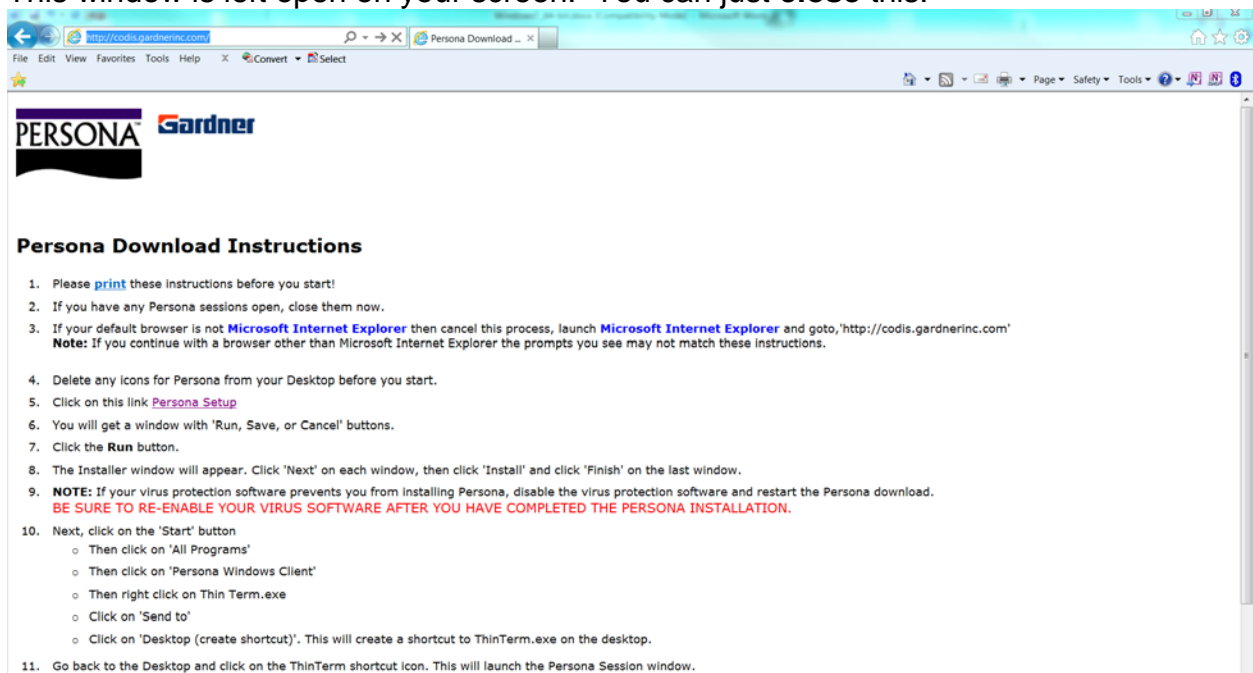 This window is left open on your screen. You can just close this.
http://codis.gardnerinc.com/
Persona Download ...
File Edit View Favorites Tools Help X Convert Select
Page Safety Tools
PERSONA™ Gardner
Persona Download Instructions
1. Please print these instructions before you start!
2. If you have any Persona sessions open, close them now.
3. If your default browser is not Microsoft Internet Explorer then cancel this process, launch Microsoft Internet Explorer and goto,'http://codis.gardnerinc.com'
Note: If you continue with a browser other than Microsoft Internet Explorer the prompts you see may not match these instructions.
4. Delete any icons for Persona from your Desktop before you start.
5. Click on this link Persona Setup
6. You will get a window with 'Run, Save, or Cancel' buttons.
7. Click the Run button.
8. The Installer window will appear. Click 'Next' on each window, then click 'Install' and click 'Finish' on the last window.
9. NOTE: If your virus protection software prevents you from installing Persona, disable the virus protection software and restart the Persona download.
BE SURE TO RE-ENABLE YOUR VIRUS SOFTWARE AFTER YOU HAVE COMPLETED THE PERSONA INSTALLATION.
10. Next, click on the 'Start' button
○ Then click on 'All Programs'
○ Then click on 'Persona Windows Client'
○ Then right click on Thin Term.exe
○ Click on 'Send to'
○ Click on 'Desktop (create shortcut)'. This will create a shortcut to ThinTerm.exe on the desktop.
11. Go back to the Desktop and click on the ThinTerm shortcut icon. This will launch the Persona Session window.